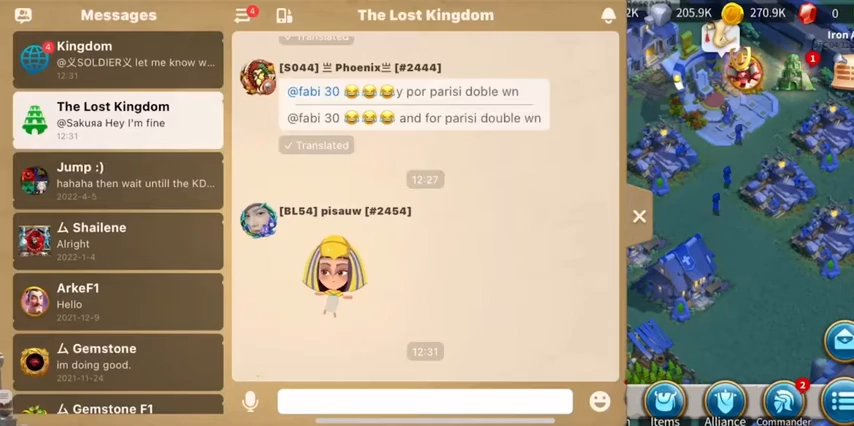 Messages
4
Kingdom
@义SOLDIER义 let me know w...
12:31
The Lost Kingdom
@Sakuяa Hey I'm fine
12:31
Jump :)
hahaha then wait untill the KD...
2022-4-5
ム Shailene
Alright
2022-1-4
ArkeF1
Hello
2021-12-9
ム Gemstone
im doing good.
2021-11-24
ム Gemstone F1
4
The Lost Kingdom
✓ Translated
[S044] 亗 Phoenix亗 [#2444]
@fabi 30 😂😂😂y por parisi doble wn
@fabi 30 😂😂😂 and for parisi double wn
✓ Translated
12:27
[BL54] pisauw [#2454]
12:31
2K
205.9K
270.9K
0
Iron A
1
2
Items
Alliance
Commander